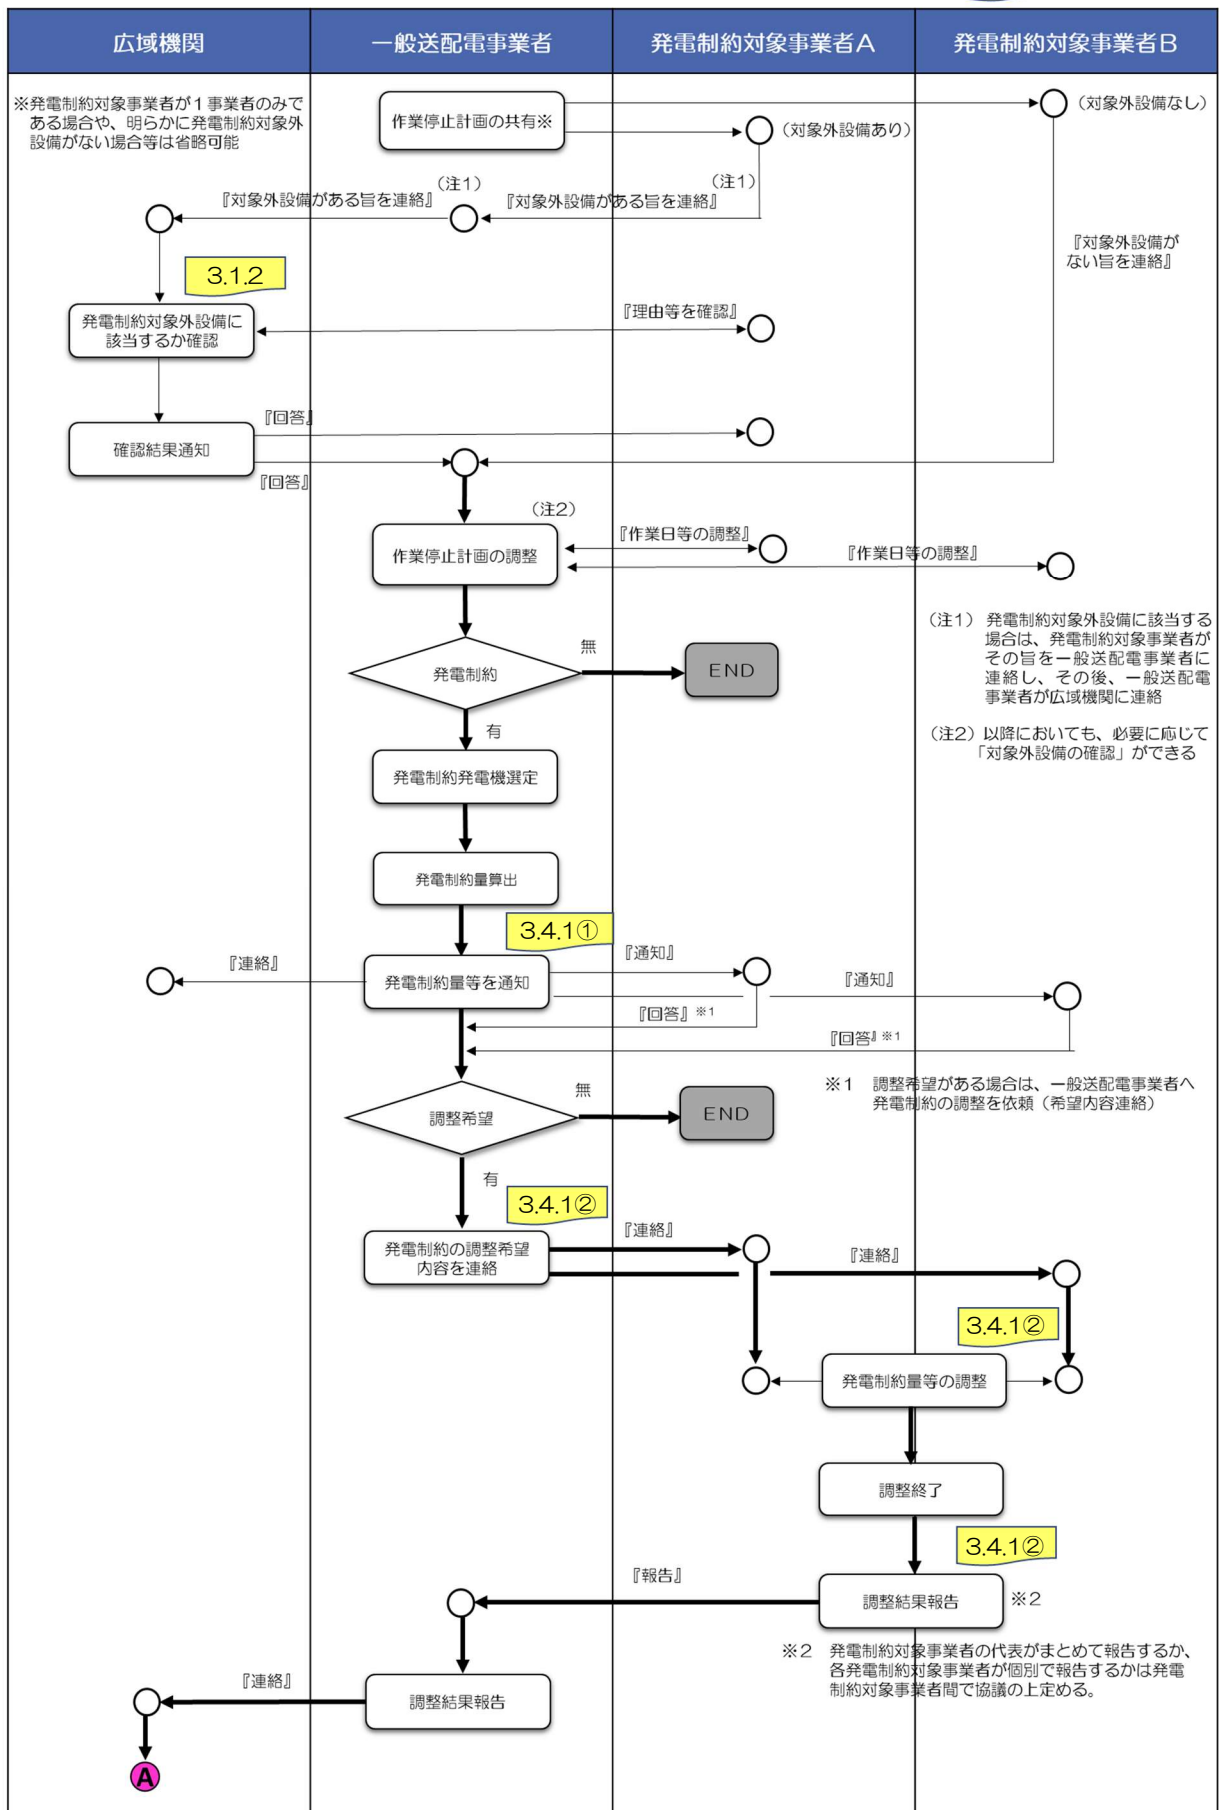 広域機関
一般送配電事業者
発電制約対象事業者A
発電制約対象事業者B
※発電制約対象事業者が1事業者のみで
ある場合や、明らかに発電制約対象外
設備がない場合等は省略可能
作業停止計画の共有※
(対象外設備なし)
(対象外設備あり)
(注1)
(注1)
『対象外設備がある旨を連絡』
『対象外設備がある旨を連絡』
『対象外設備が
ない旨を連絡』
3.1.2
発電制約対象外設備に
該当するか確認
『理由等を確認』
『回答』
確認結果通知
『回答』
(注2)
作業停止計画の調整
『作業日等の調整』
『作業日等の調整』
(注1) 発電制約対象外設備に該当する
場合は、発電制約対象事業者が
その旨を一般送配電事業者に
連絡し、その後、一般送配電
事業者が広域機関に連絡
(注2) 以降においても、必要に応じて
「対象外設備の確認」ができる
発電制約
無
END
有
発電制約発電機選定
発電制約量算出
3.4.1①
『連絡』
発電制約量等を通知
『通知』
『通知』
『回答』※1
『回答』※1
※1 調整希望がある場合は、一般送配電事業者へ
発電制約の調整を依頼(希望内容連絡)
調整希望
無
END
有
3.4.1②
発電制約の調整希望
内容を連絡
『連絡』
『連絡』
3.4.1②
発電制約量等の調整
調整終了
3.4.1②
『報告』
調整結果報告
※2
※2 発電制約対象事業者の代表がまとめて報告するか、
各発電制約対象事業者が個別で報告するかは発電
制約対象事業者間で協議の上定める。
『連絡』
調整結果報告
A